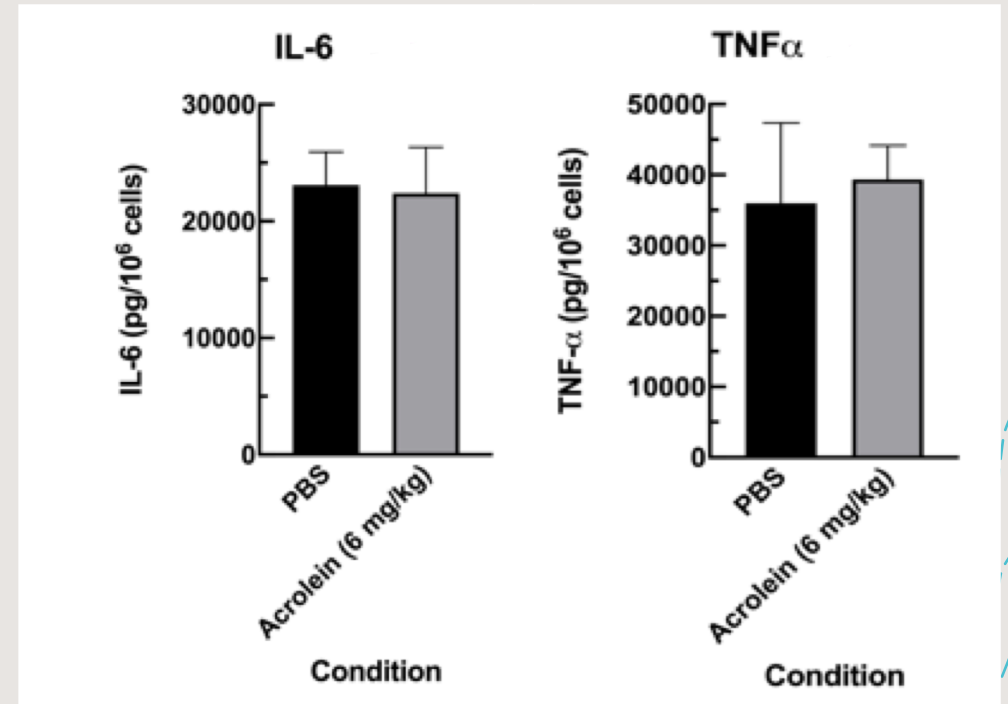 IL-6
30000
20000
10000
0
IL-6 (pg/10⁶ cells)
PBS
Acrolein (6 mg/kg)
Condition
TNFα
50000
40000
30000
20000
10000
0
TNF-α (pg/10⁶ cells)
PBS
Acrolein (6 mg/kg)
Condition